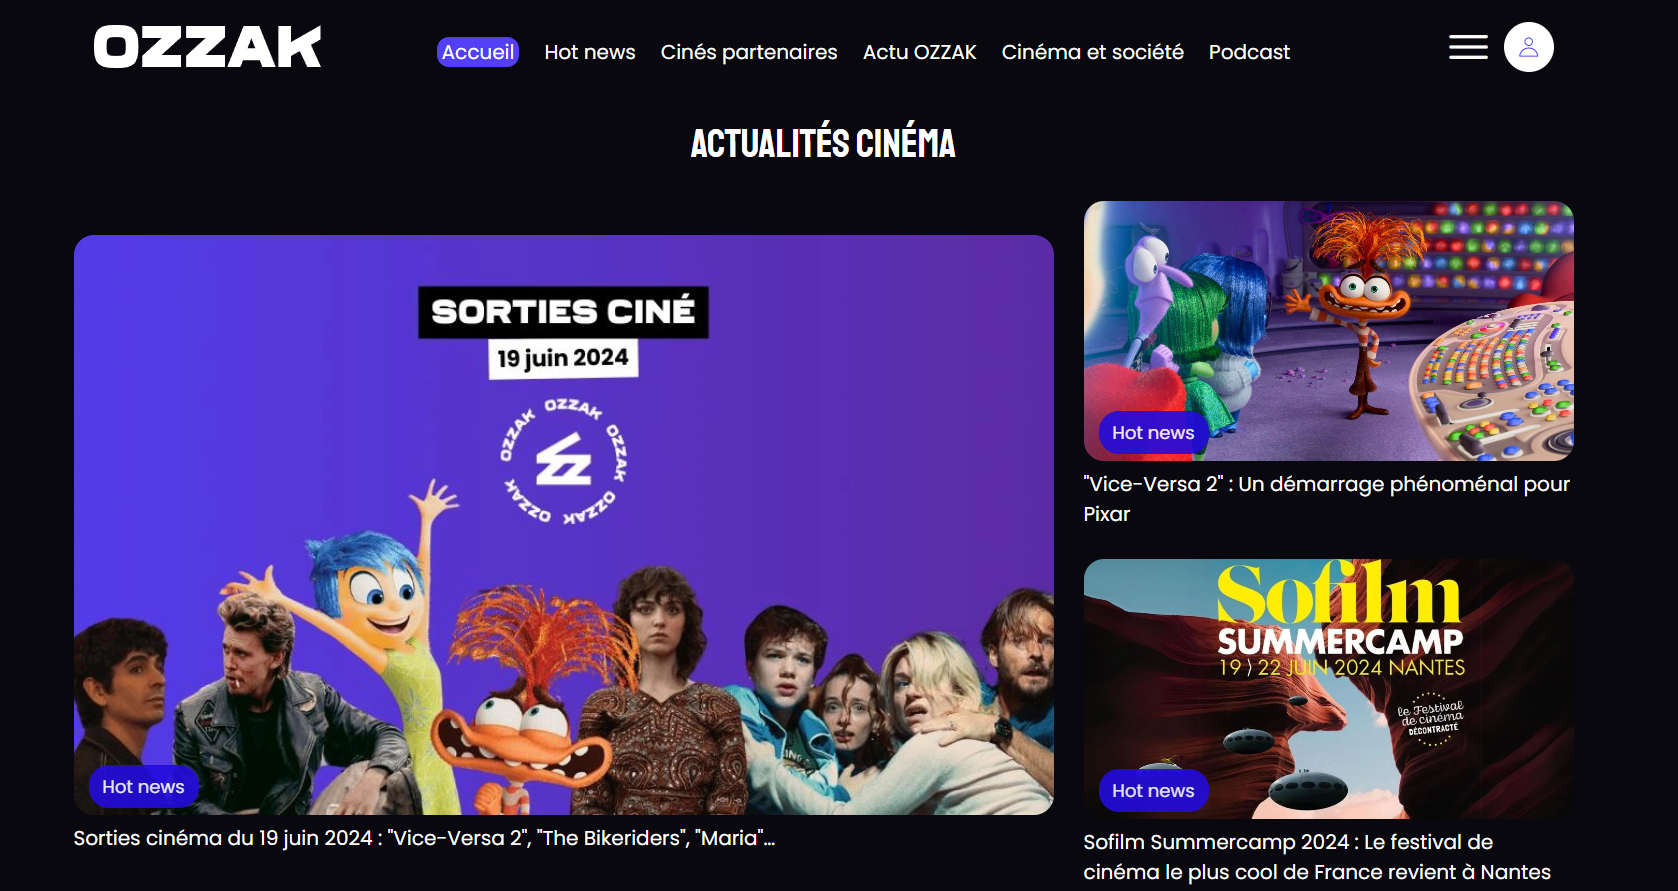 OZZAK
Accueil
Hot news
Cinés partenaires
Actu OZZAK
Cinéma et société
Podcast
ACTUALITÉS CINÉMA
SORTIES CINÉ
19 juin 2024
OZZAK OZZAK OZZAK OZZAK OZZAK
Hot news
Sorties cinéma du 19 juin 2024 : "Vice-Versa 2", "The Bikeriders", "Maria"...
Hot news
"Vice-Versa 2" : Un démarrage phénoménal pour
Pixar
Sofilm
SUMMERCAMP
19 ⟩ 22 JUIN 2024 NANTES
Le Festival
de cinéma
DÉCONTRACTÉ
Hot news
Sofilm Summercamp 2024 : Le festival de
cinéma le plus cool de France revient à Nantes